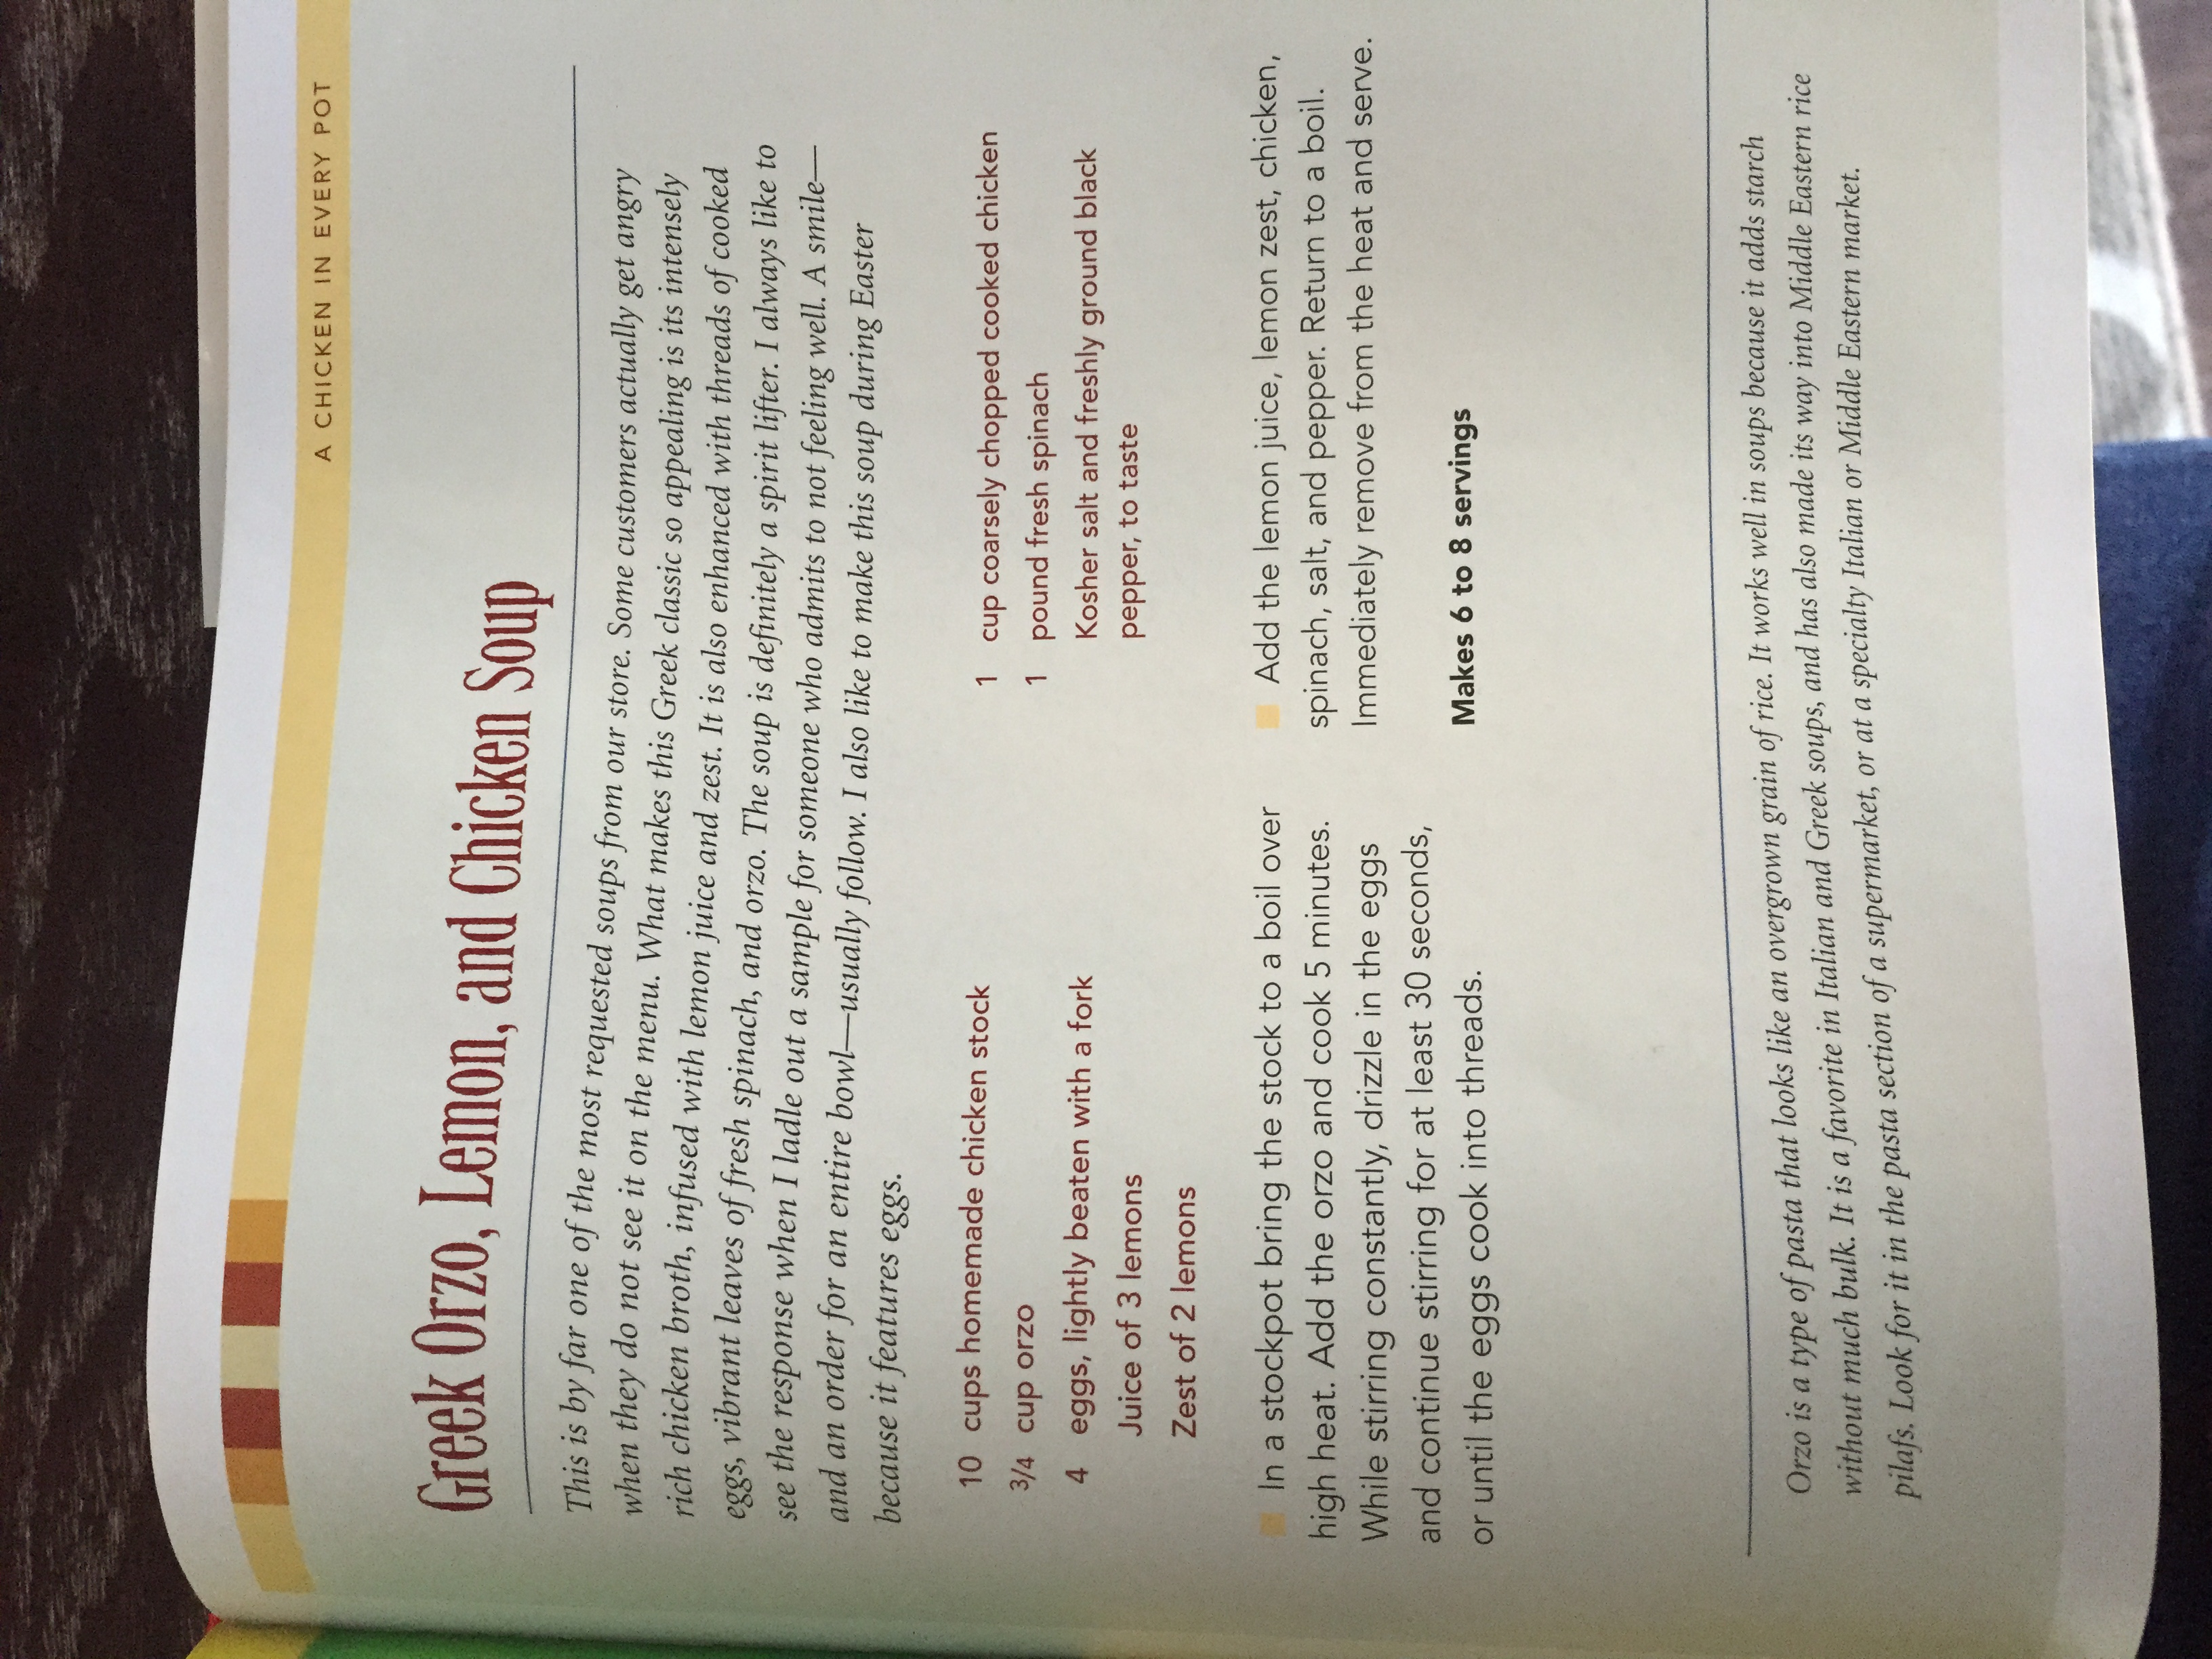 A CHICKEN IN EVERY POT
Greek Orzo, Lemon, and Chicken Soup
This is by far one of the most requested soups from our store. Some customers actually get angry
when they do not see it on the menu. What makes this Greek classic so appealing is its intensely
rich chicken broth, infused with lemon juice and zest. It is also enhanced with threads of cooked
eggs, vibrant leaves of fresh spinach, and orzo. The soup is definitely a spirit lifter. I always like to
see the response when I ladle out a sample for someone who admits to not feeling well. A smile—
and an order for an entire bowl—usually follow. I also like to make this soup during Easter
because it features eggs.
10 cups homemade chicken stock
3/4 cup orzo
4 eggs, lightly beaten with a fork
Juice of 3 lemons
Zest of 2 lemons
1 cup coarsely chopped cooked chicken
1 pound fresh spinach
Kosher salt and freshly ground black
pepper, to taste
In a stockpot bring the stock to a boil over
high heat. Add the orzo and cook 5 minutes.
While stirring constantly, drizzle in the eggs
and continue stirring for at least 30 seconds,
or until the eggs cook into threads.
Add the lemon juice, lemon zest, chicken,
spinach, salt, and pepper. Return to a boil.
Immediately remove from the heat and serve.
Makes 6 to 8 servings
Orzo is a type of pasta that looks like an overgrown grain of rice. It works well in soups because it adds starch
without much bulk. It is a favorite in Italian and Greek soups, and has also made its way into Middle Eastern rice
pilafs. Look for it in the pasta section of a supermarket, or at a specialty Italian or Middle Eastern market.